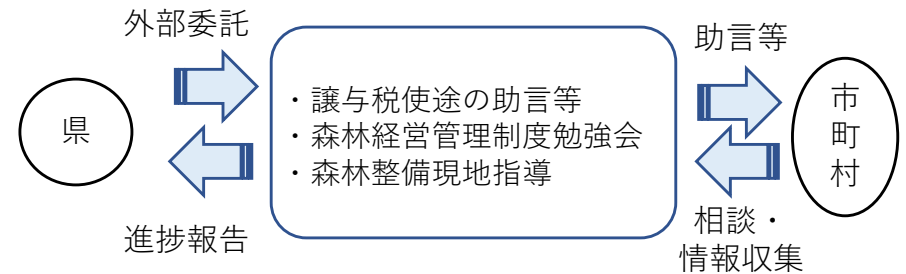 外部委託
助言等
県
・譲与税使途の助言等
・森林経営管理制度勉強会
・森林整備現地指導
市
町
村
進捗報告
相談・
情報収集